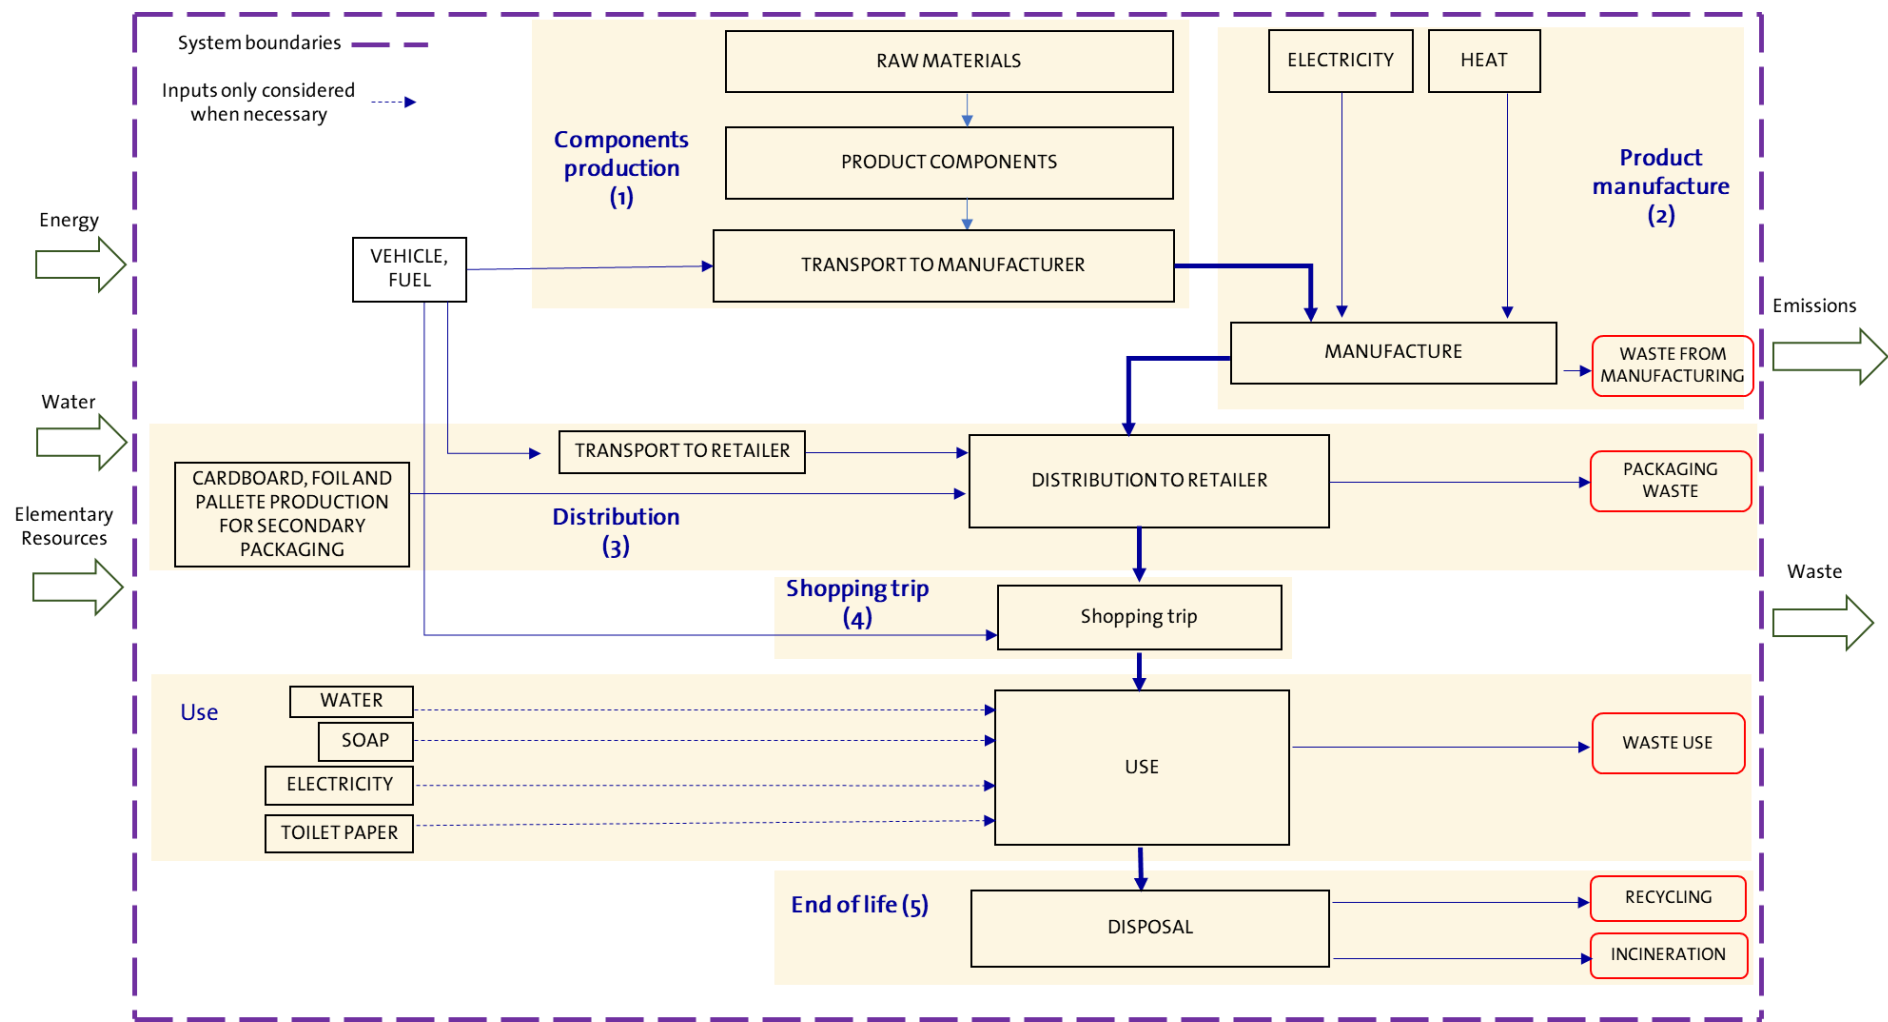 System boundaries
Inputs only considered
when necessary
RAW MATERIALS
PRODUCT COMPONENTS
TRANSPORT TO MANUFACTURER
Components
production
(1)
ELECTRICITY
HEAT
Product
manufacture
(2)
Energy
VEHICLE,
FUEL
MANUFACTURE
WASTE FROM
MANUFACTURING
Emissions
Water
TRANSPORT TO RETAILER
CARDBOARD, FOIL AND
PALLETE PRODUCTION
FOR SECONDARY
PACKAGING
Distribution
(3)
DISTRIBUTION TO RETAILER
PACKAGING
WASTE
Elementary
Resources
Shopping trip
(4)
Shopping trip
Waste
Use
WATER
SOAP
ELECTRICITY
TOILET PAPER
USE
WASTE USE
End of life (5)
DISPOSAL
RECYCLING
INCINERATION